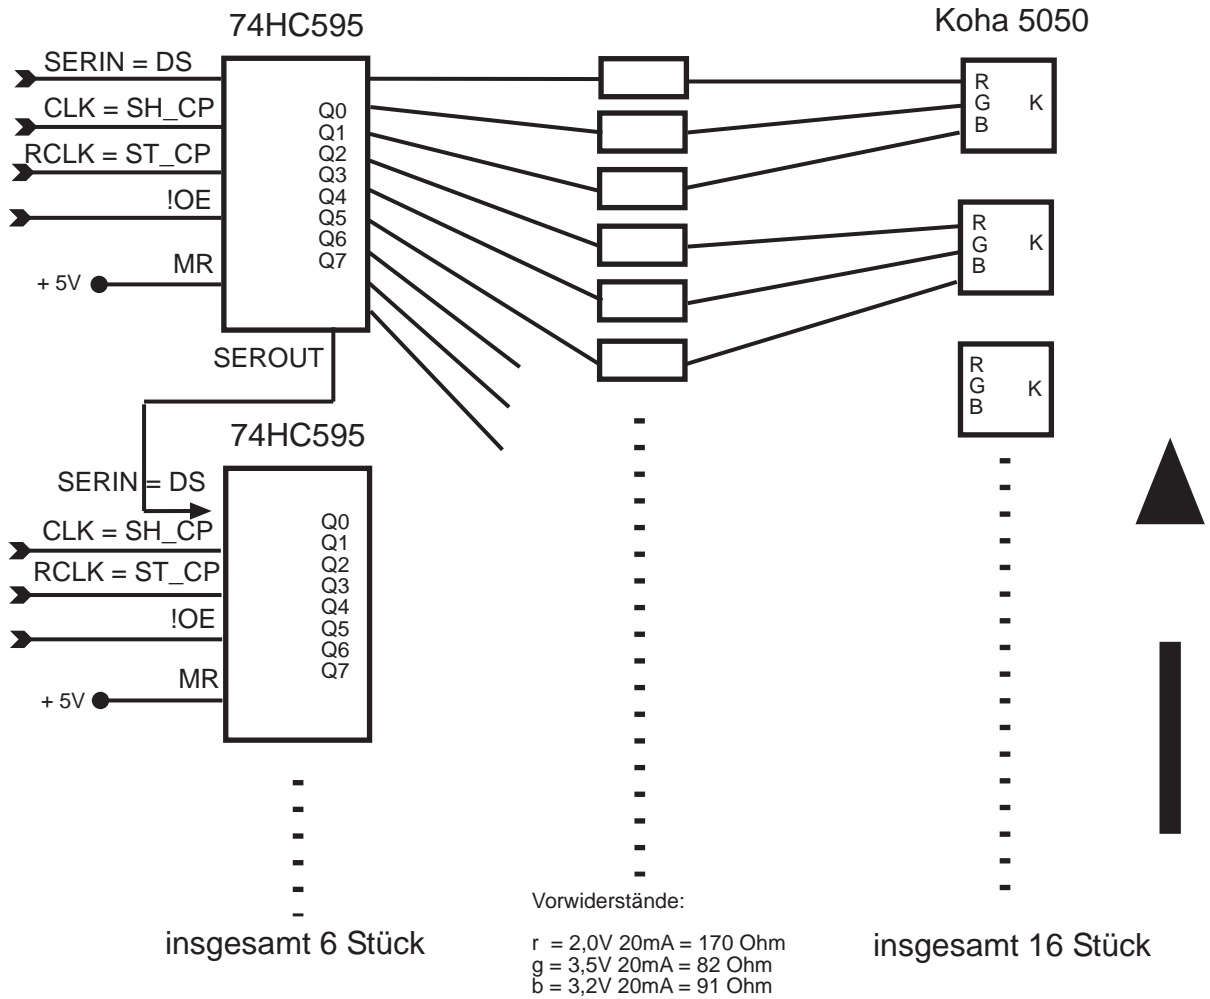 74HC595
Koha 5050
SERIN = DS
CLK = SH_CP
RCLK = ST_CP
!OE
MR
+ 5V
Q0
Q1
Q2
Q3
Q4
Q5
Q6
Q7
R
G
B
K
R
G
B
K
R
G
B
K
SEROUT
74HC595
SERIN = DS
CLK = SH_CP
RCLK = ST_CP
!OE
MR
+ 5V
Q0
Q1
Q2
Q3
Q4
Q5
Q6
Q7
insgesamt 6 Stück
Vorwiderstände:
r = 2,0V 20mA = 170 Ohm
g = 3,5V 20mA = 82 Ohm
b = 3,2V 20mA = 91 Ohm
insgesamt 16 Stück